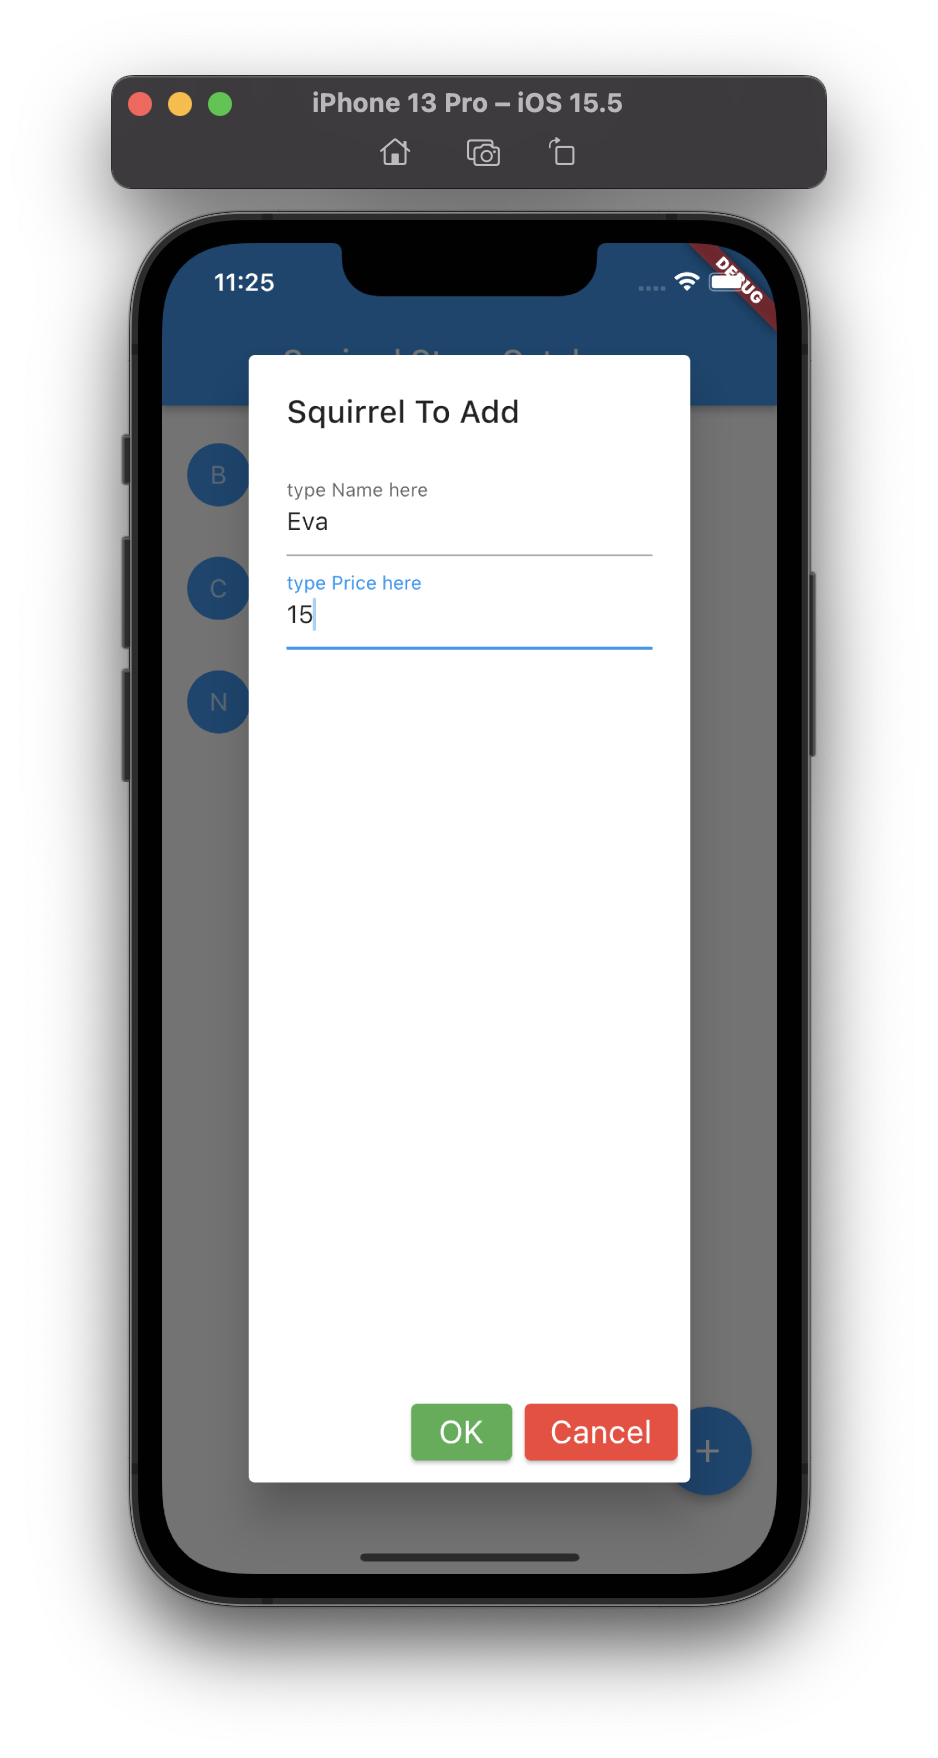 iPhone 13 Pro – iOS 15.5
11:25
DEBUG
Squirrel To Add
B
type Name here
Eva
type Price here
15
C
N
OK
Cancel
+